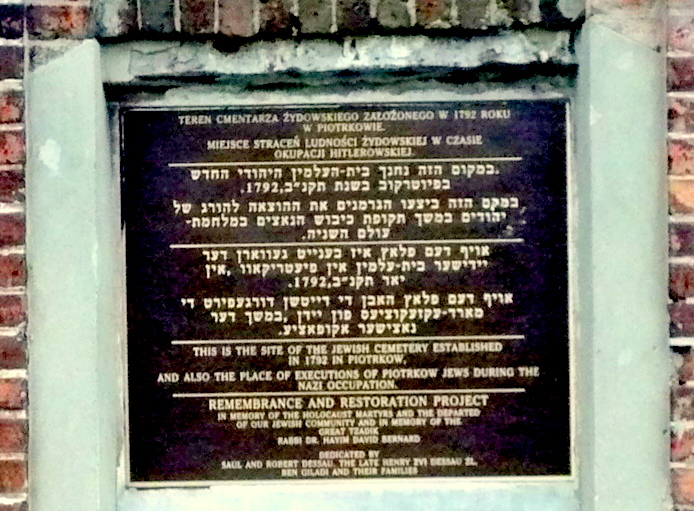 TEREN CMENTARZA ŻYDOWSKIEGO ZAŁOŻONEGO W 1792 ROKU
W PIOTRKOWIE.
MIEJSCE STRACEŃ LUDNOŚCI ŻYDOWSKIEJ W CZASIE
OKUPACJI HITLEROWSKIEJ.
במקום הזה נחנך בית-העלמין היהודי החדש
בפיוטרקוב בשנת תקנ״ב,1792.
במקם הזה ביצעו הגרמנים את ההוצאה להורג של
יהודים במשך תקופת כיבוש הנאצים במלחמת-
עולם השניה.
אויף דעם פלאץ אין בענייט געווארן דער
יידישער בית-עלמין אין פיעטריקאוו ,אין
יאר תקנ״ב,1792.
אויף דעם פלאץ האבן די דייטשן דורגעפירט די
מארד-עקזעקוציעס פון יידן ,במשך דער
נאציטער אקופאציע.
THIS IS THE SITE OF THE JEWISH CEMETERY ESTABLISHED
IN 1792 IN PIOTRKOW,
AND ALSO THE PLACE OF EXECUTIONS OF PIOTRKOW JEWS DURING THE
NAZI OCCUPATION.
REMEMBRANCE AND RESTORATION PROJECT
IN MEMORY OF THE HOLOCAUST MARTYRS AND THE DEPARTED
OF OUR JEWISH COMMUNITY AND IN MEMORY OF THE
GREAT TZADIK
RABBI DR. HAYIM DAVID BERNARD
DEDICATED BY
SAUL AND ROBERT DESSAU, THE LATE HENRY ZVI DESSAU ZL,
BEN GILADI AND THEIR FAMILIES